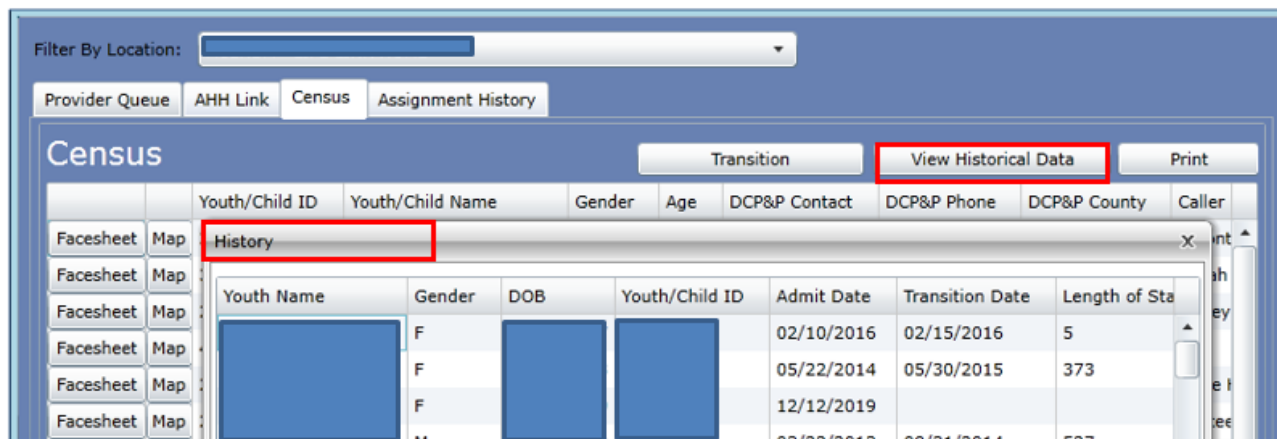 Filter By Location:
Provider Queue AHH Link Census Assignment History
Census Transition View Historical Data Print
Youth/Child ID Youth/Child Name Gender Age DCP&P Contact DCP&P Phone DCP&P County Caller
Facesheet Map History x
Facesheet Map
Youth Name Gender DOB Youth/Child ID Admit Date Transition Date Length of Sta
Facesheet Map
F 02/10/2016 02/15/2016 5
Facesheet Map
F 05/22/2014 05/30/2015 373
Facesheet Map
F 12/12/2019
Facesheet Map